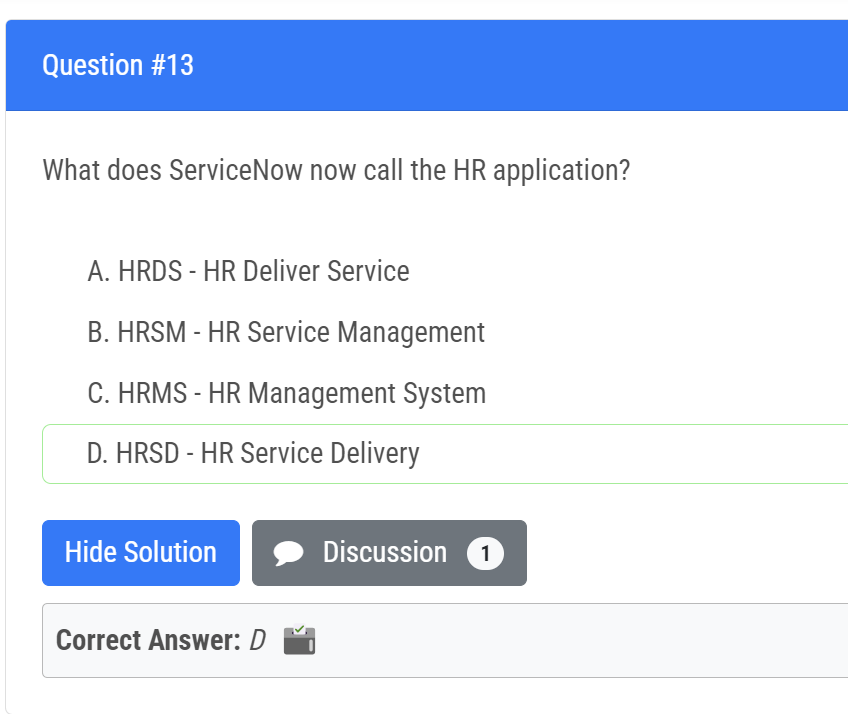 Question #13
What does ServiceNow now call the HR application?
A. HRDS - HR Deliver Service
B. HRSM - HR Service Management
C. HRMS - HR Management System
D. HRSD - HR Service Delivery
Hide Solution Discussion 1
Correct Answer: D